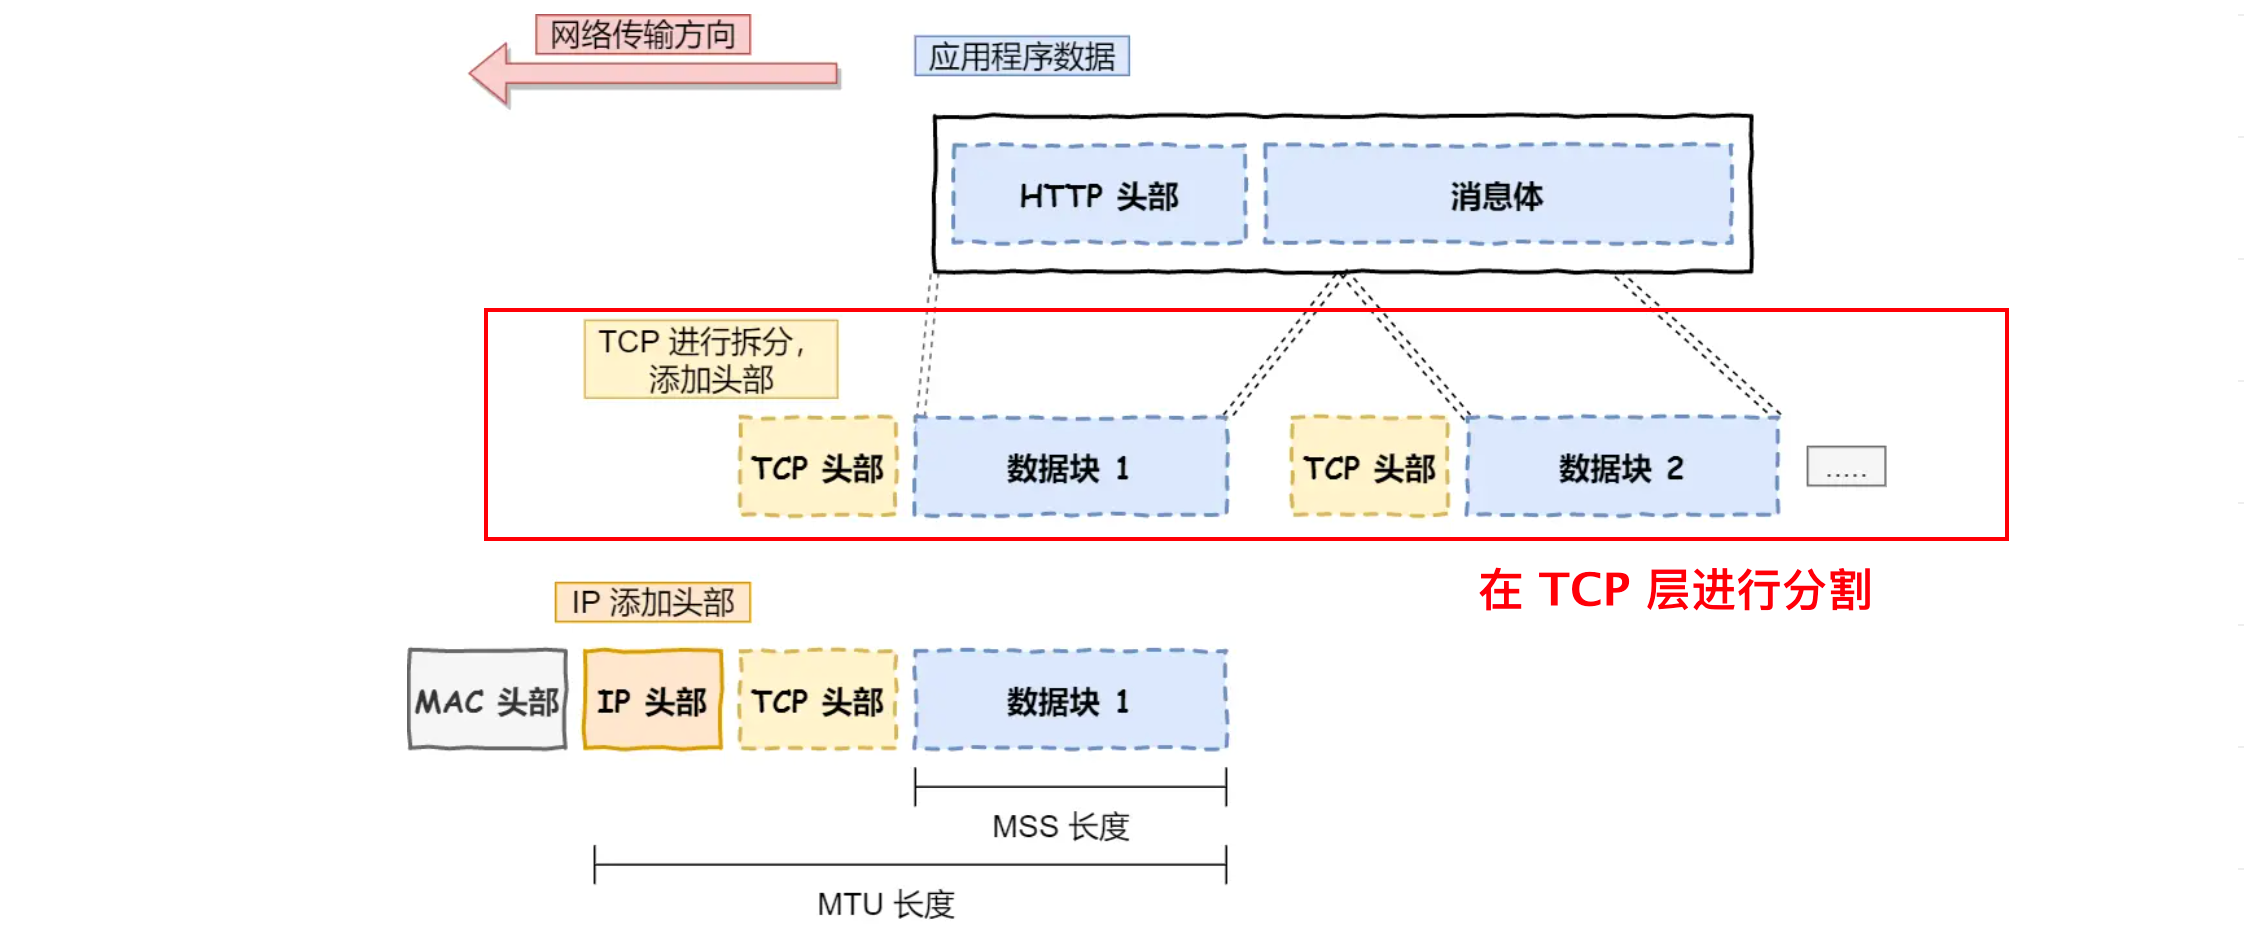 网络传输方向
应用程序数据
HTTP 头部
消息体
TCP 进行拆分，
添加头部
TCP 头部
数据块 1
TCP 头部
数据块 2
.....
在 TCP 层进行分割
IP 添加头部
MAC 头部
IP 头部
TCP 头部
数据块 1
MSS 长度
MTU 长度